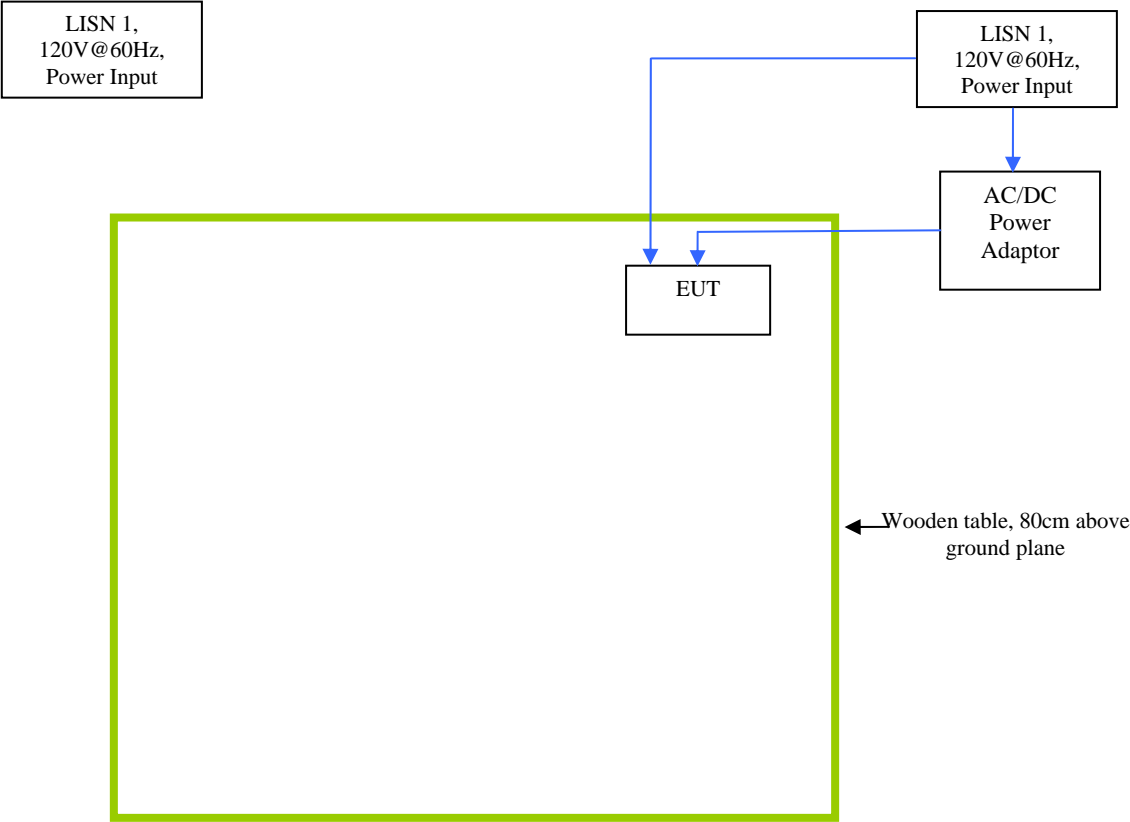 LISN 1,
120V@60Hz,
Power Input
LISN 1,
120V@60Hz,
Power Input
AC/DC
Power
Adaptor
EUT
Wooden table, 80cm above
ground plane